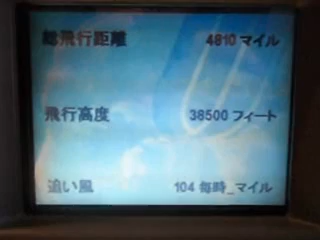 総飛行距離 4810 マイル
飛行高度 38500 フィート
追い風 104 毎時_マイル